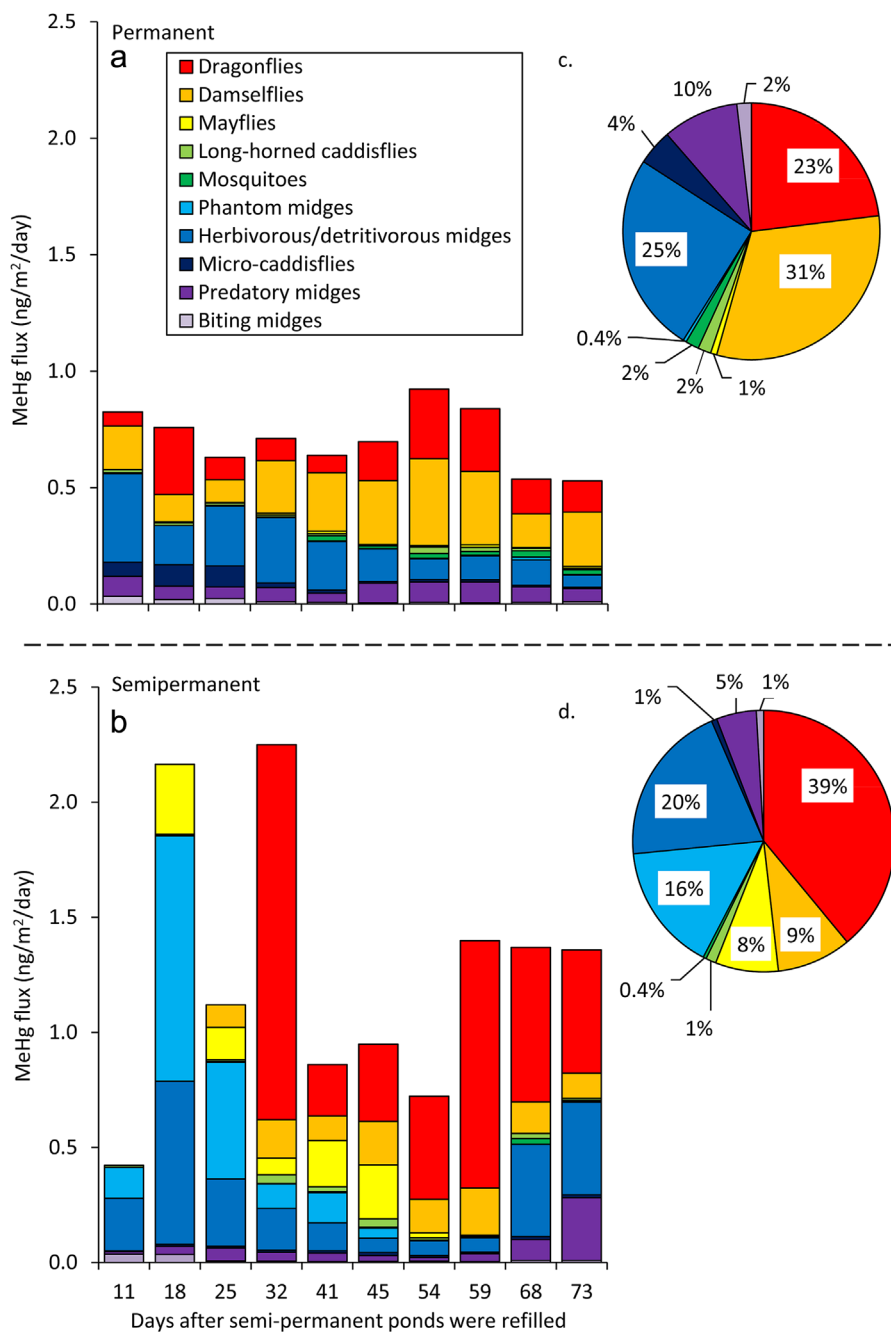 Permanent
a
2.5
2.0
1.5
1.0
0.5
0.0
MeHg flux (ng/m²/day)
Dragonflies
Damselflies
Mayflies
Long-horned caddisflies
Mosquitoes
Phantom midges
Herbivorous/detritivorous midges
Micro-caddisflies
Predatory midges
Biting midges
c.
2%
10%
4%
23%
25%
31%
0.4%
2%
2%
1%
Semipermanent
b
2.5
2.0
1.5
1.0
0.5
0.0
MeHg flux (ng/m²/day)
d.
1%
5%
1%
39%
20%
16%
8%
9%
0.4%
1%
11 18 25 32 41 45 54 59 68 73
Days after semi-permanent ponds were refilled